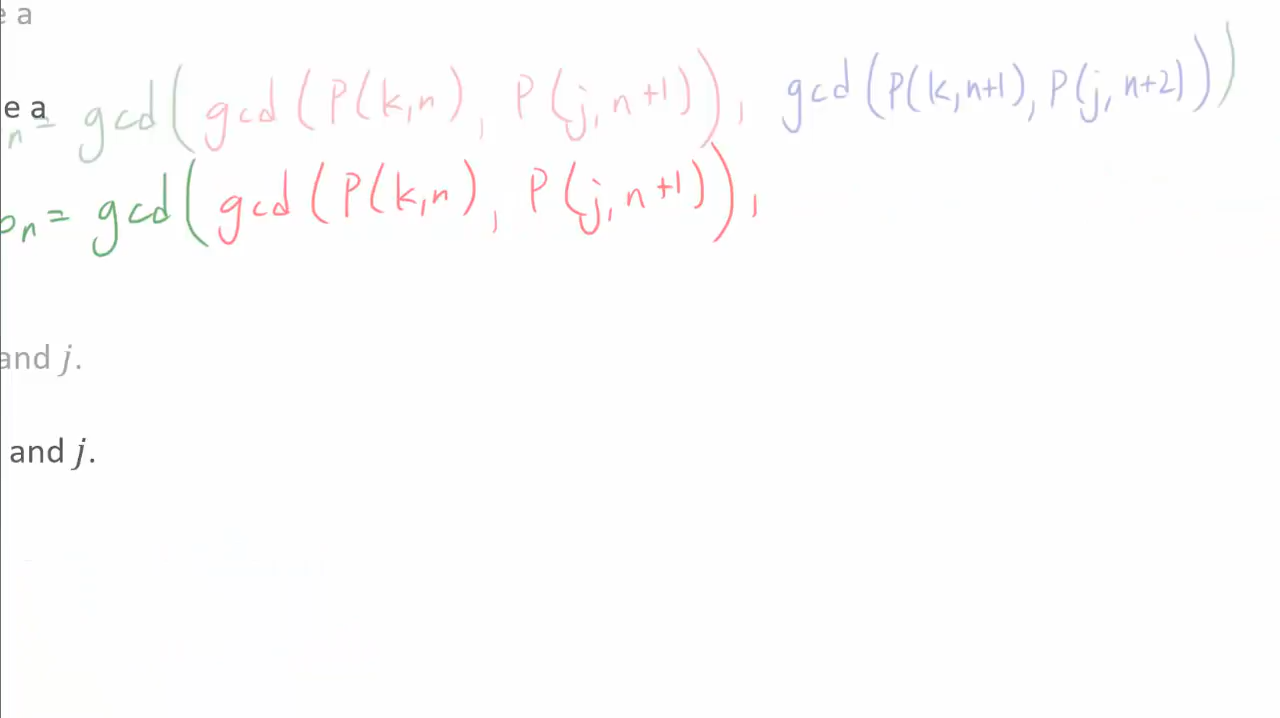 e a
e a
n = gcd(gcd(P(k,n), P(j,n+1)), gcd(P(k,n+1), P(j,n+2)))
n = gcd(gcd(P(k,n), P(j,n+1)),
and j.
and j.